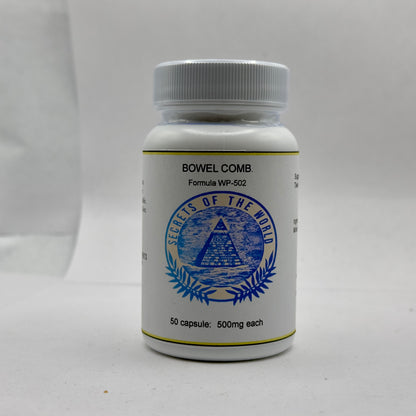 BOWEL COMB.
Formula WP-502
SECRETS OF THE WORLD
50 capsule: 500mg each